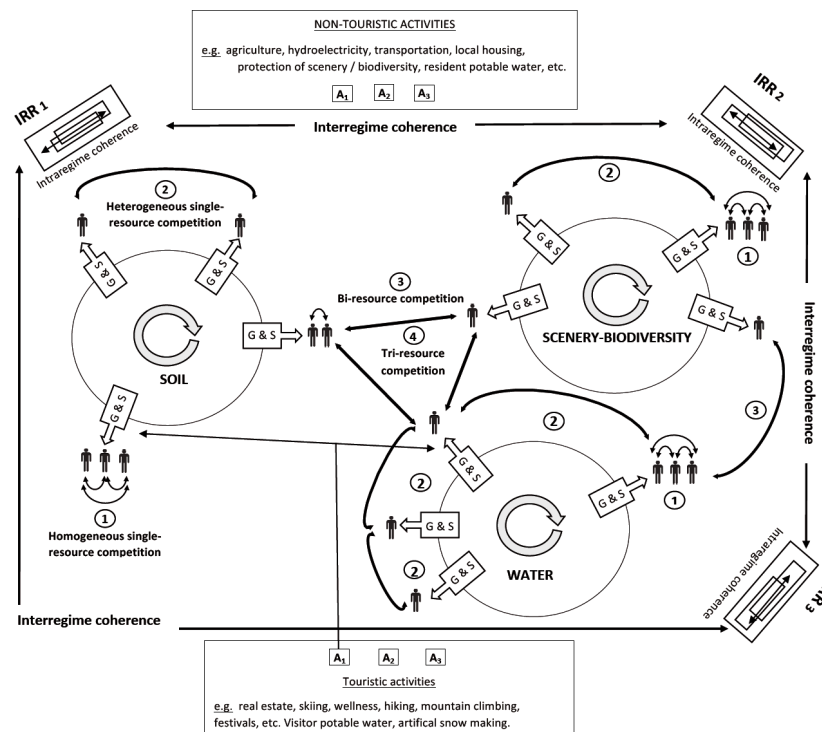 NON-TOURISTIC ACTIVITIES
e.g. agriculture, hydroelectricity, transportation, local housing,
protection of scenery / biodiversity, resident potable water, etc.
A1 A2 A3
IRR 1
Intraregime coherence
Interregime coherence
IRR 2
Intraregime coherence
2
Heterogeneous single-
resource competition
G & S
G & S
G & S
SOIL
G & S
1
Homogeneous single-
resource competition
3
Bi-resource competition
4
Tri-resource
competition
2
G & S
G & S
1
G & S
G & S
SCENERY-BIODIVERSITY
Interregime coherence
3
2
2
G & S
G & S
1
G & S
2
G & S
WATER
Intraregime coherence
R 3
Interregime coherence
A1 A2 A3
Touristic activities
e.g. real estate, skiing, wellness, hiking, mountain climbing,
festivals, etc. Visitor potable water, artifical snow making.